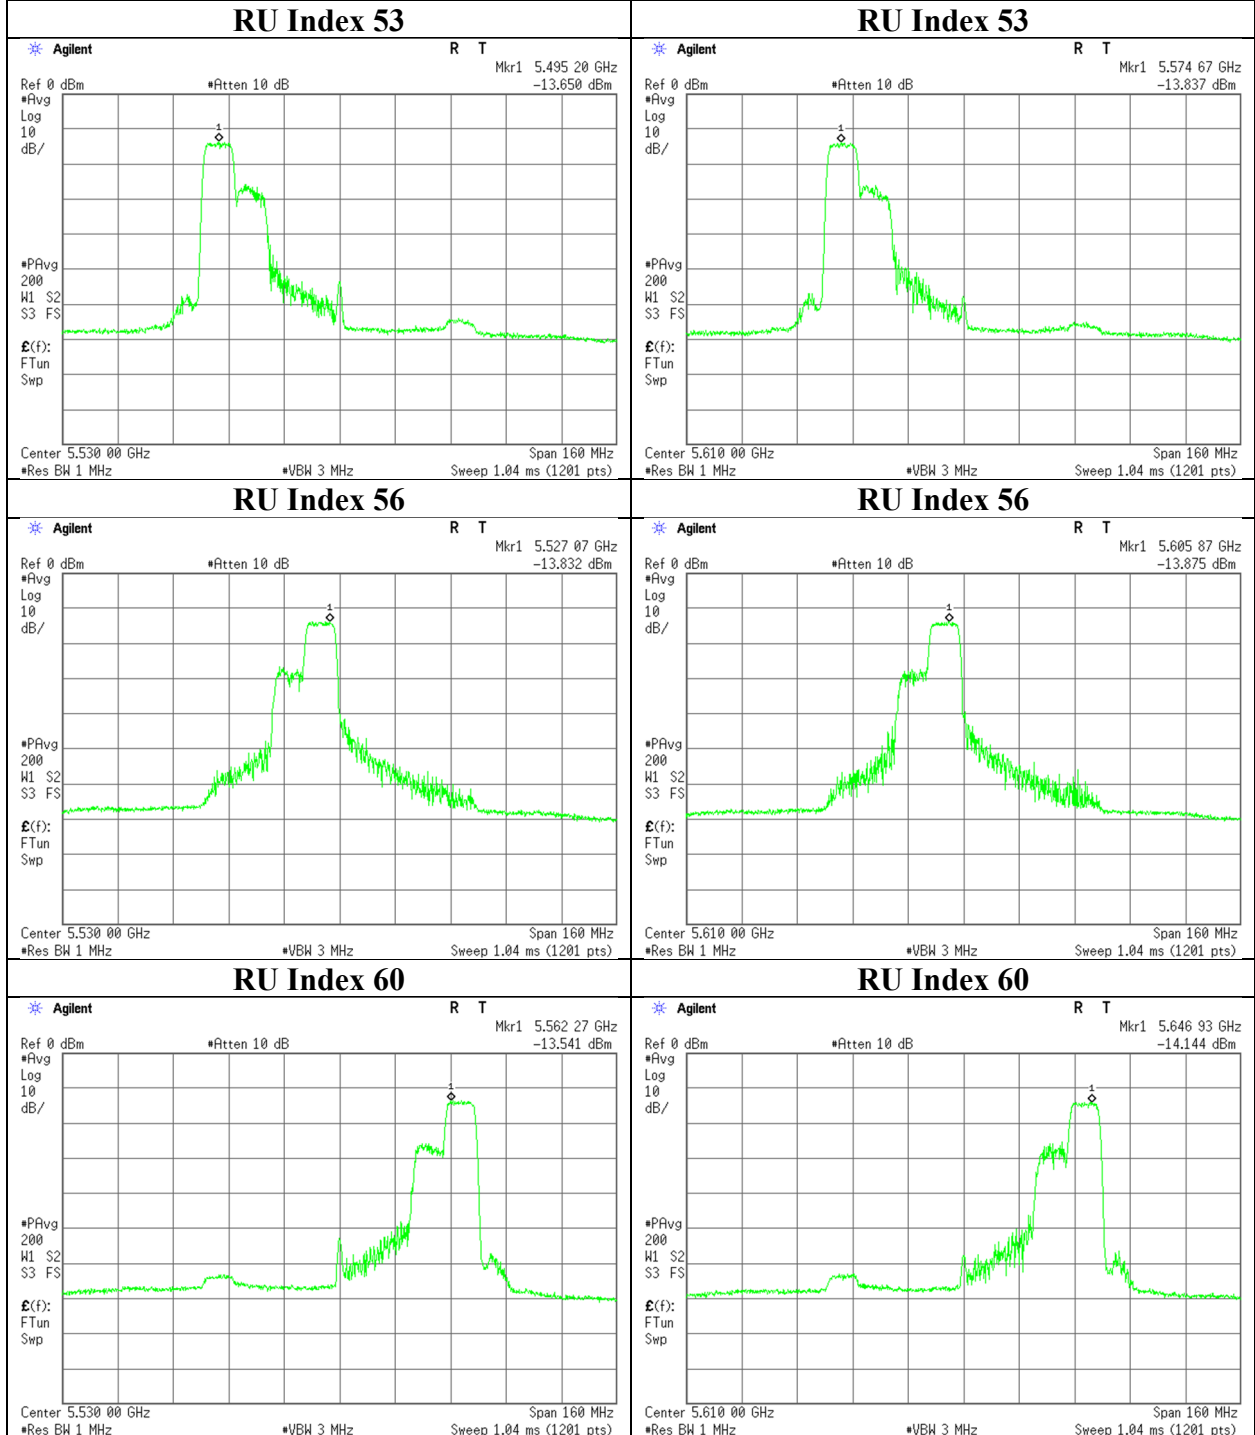 RU Index 53
Agilent
R T
Mkr1 5.495 20 GHz
Ref 0 dBm
#Atten 10 dB
-13.650 dBm
#Avg
Log
10
dB/
1
#PAvg
200
W1 S2
S3 FS
£(f):
FTun
Swp
Center 5.530 00 GHz
Span 160 MHz
#Res BW 1 MHz
#VBW 3 MHz
Sweep 1.04 ms (1201 pts)
RU Index 53
Agilent
R T
Mkr1 5.574 67 GHz
Ref 0 dBm
#Atten 10 dB
-13.837 dBm
#Avg
Log
10
dB/
1
#PAvg
200
W1 S2
S3 FS
£(f):
FTun
Swp
Center 5.610 00 GHz
Span 160 MHz
#Res BW 1 MHz
#VBW 3 MHz
Sweep 1.04 ms (1201 pts)
RU Index 56
Agilent
R T
Mkr1 5.527 07 GHz
Ref 0 dBm
#Atten 10 dB
-13.832 dBm
#Avg
Log
10
dB/
1
#PAvg
200
W1 S2
S3 FS
£(f):
FTun
Swp
Center 5.530 00 GHz
Span 160 MHz
#Res BW 1 MHz
#VBW 3 MHz
Sweep 1.04 ms (1201 pts)
RU Index 56
Agilent
R T
Mkr1 5.605 87 GHz
Ref 0 dBm
#Atten 10 dB
-13.875 dBm
#Avg
Log
10
dB/
1
#PAvg
200
W1 S2
S3 FS
£(f):
FTun
Swp
Center 5.610 00 GHz
Span 160 MHz
#Res BW 1 MHz
#VBW 3 MHz
Sweep 1.04 ms (1201 pts)
RU Index 60
Agilent
R T
Mkr1 5.562 27 GHz
Ref 0 dBm
#Atten 10 dB
-13.541 dBm
#Avg
Log
10
dB/
1
#PAvg
200
W1 S2
S3 FS
£(f):
FTun
Swp
Center 5.530 00 GHz
Span 160 MHz
#Res BW 1 MHz
#VBW 3 MHz
Sweep 1.04 ms (1201 pts)
RU Index 60
Agilent
R T
Mkr1 5.646 93 GHz
Ref 0 dBm
#Atten 10 dB
-14.144 dBm
#Avg
Log
10
dB/
1
#PAvg
200
W1 S2
S3 FS
£(f):
FTun
Swp
Center 5.610 00 GHz
Span 160 MHz
#Res BW 1 MHz
#VBW 3 MHz
Sweep 1.04 ms (1201 pts)